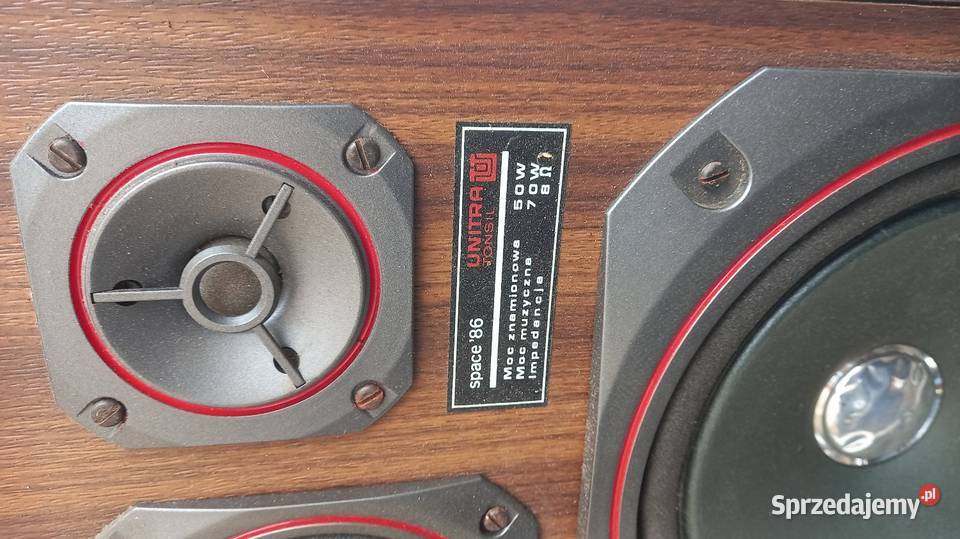 space '86
UNITRA
TONSIL
Moc znamionowa 50W
Moc muzyczna 70W
Impedancja 8Ω
Sprzedajemy.pl